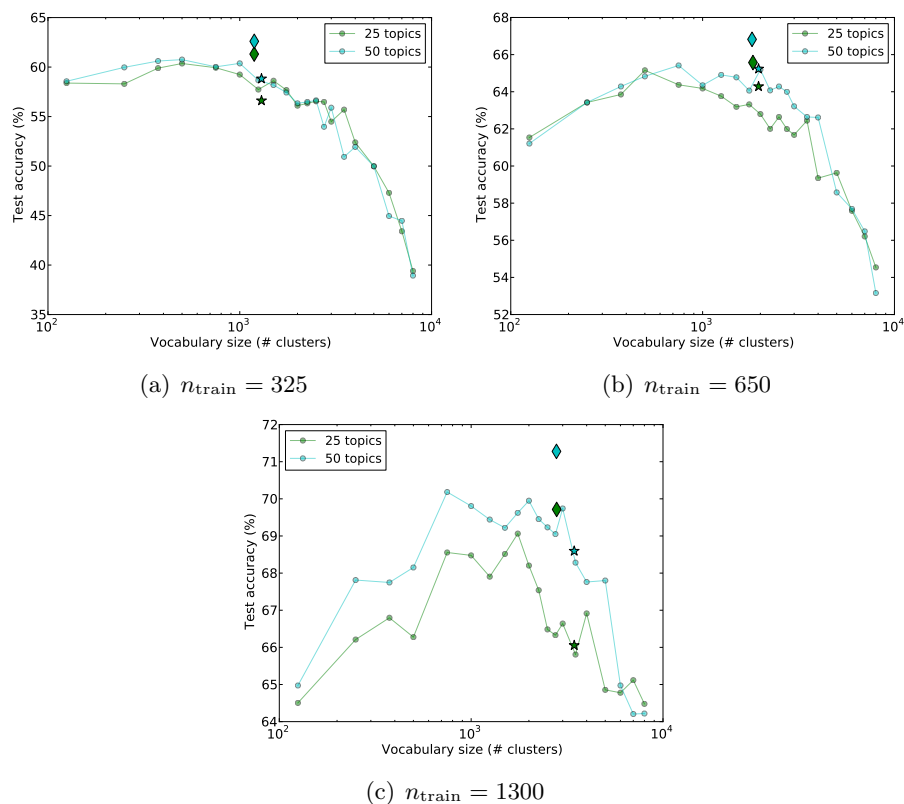 65
60
55
50
45
40
35
Test accuracy (%)
25 topics
50 topics
10^2
10^3
10^4
Vocabulary size (# clusters)
(a) n_train = 325
68
66
64
62
60
58
56
54
52
Test accuracy (%)
25 topics
50 topics
10^2
10^3
10^4
Vocabulary size (# clusters)
(b) n_train = 650
72
71
70
69
68
67
66
65
64
Test accuracy (%)
25 topics
50 topics
10^2
10^3
10^4
Vocabulary size (# clusters)
(c) n_train = 1300